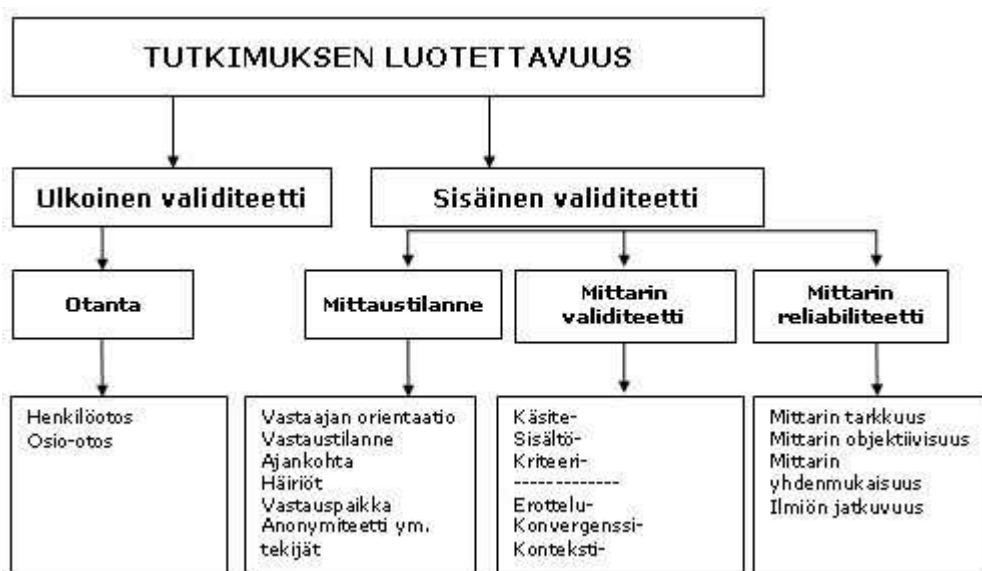 TUTKIMUKSEN LUOTETTAVUUS
Ulkoinen validiteetti
Sisäinen validiteetti
Otanta
Mittaustilanne
Mittarin
validiteetti
Mittarin
reliabiliteetti
Henkilöotos
Osio-otos
Vastaajan orientaatio
Vastaustilanne
Ajankohta
Häiriöt
Vastauspaikka
Anonymiteetti ym.
tekijät
Käsite-
Sisältö-
Kriteeri-
-------------
Erottelu-
Konvergenssi-
Konteksti-
Mittarin tarkkuus
Mittarin objektiivisuus
Mittarin
yhdenmukaisuus
Ilmiön jatkuvuus